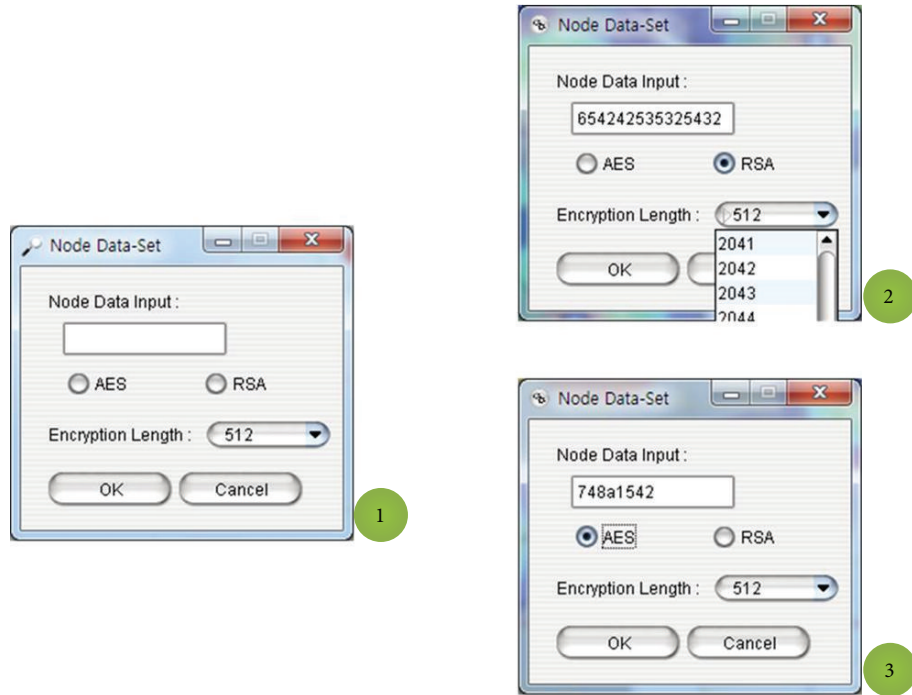 Node Data-Set
Node Data Input :
AES RSA
Encryption Length : 512
OK Cancel
1
Node Data-Set
Node Data Input :
654242535325432
AES RSA
Encryption Length : 512
2041
OK
2042
2043
2044
2
Node Data-Set
Node Data Input :
748a1542
AES RSA
Encryption Length : 512
OK Cancel
3